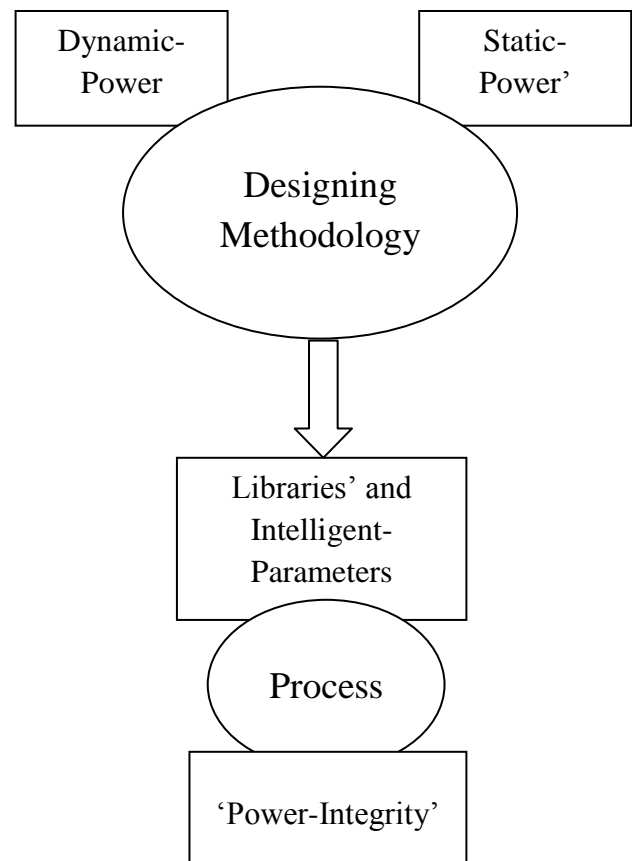 Dynamic-
Power
Static-
Power’
Designing
Methodology
Libraries’ and
Intelligent-
Parameters
Process
‘Power-Integrity’